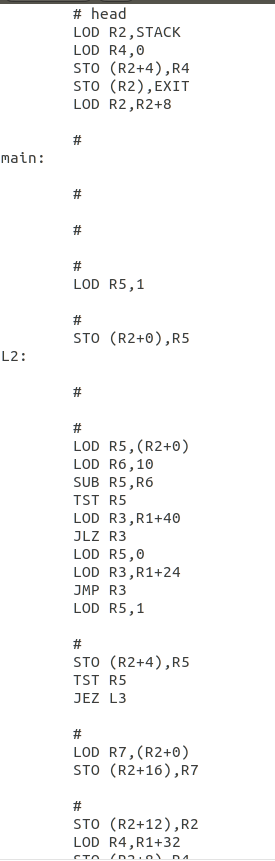 # head
LOD R2,STACK
LOD R4,0
STO (R2+4),R4
STO (R2),EXIT
LOD R2,R2+8
#
main:
#
#
#
LOD R5,1
#
STO (R2+0),R5
L2:
#
#
LOD R5,(R2+0)
LOD R6,10
SUB R5,R6
TST R5
LOD R3,R1+40
JLZ R3
LOD R5,0
LOD R3,R1+24
JMP R3
LOD R5,1
#
STO (R2+4),R5
TST R5
JEZ L3
#
LOD R7,(R2+0)
STO (R2+16),R7
#
STO (R2+12),R2
LOD R4,R1+32
STO (R2+8),R4